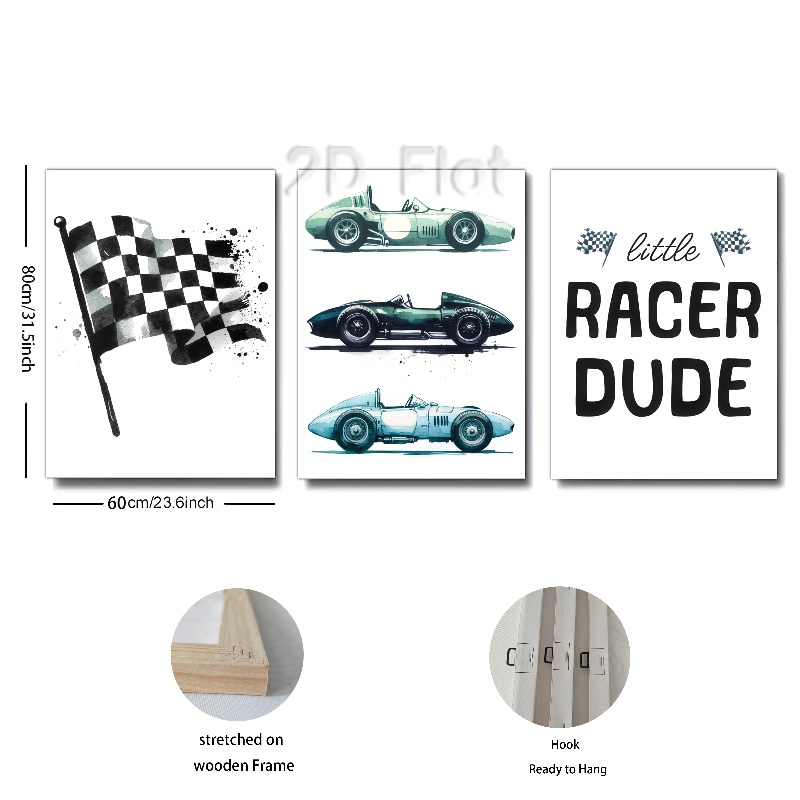 2D Flat
little
RACER
DUDE
80cm/31.5inch
60cm/23.6inch
stretched on
wooden Frame
Hook
Ready to Hang